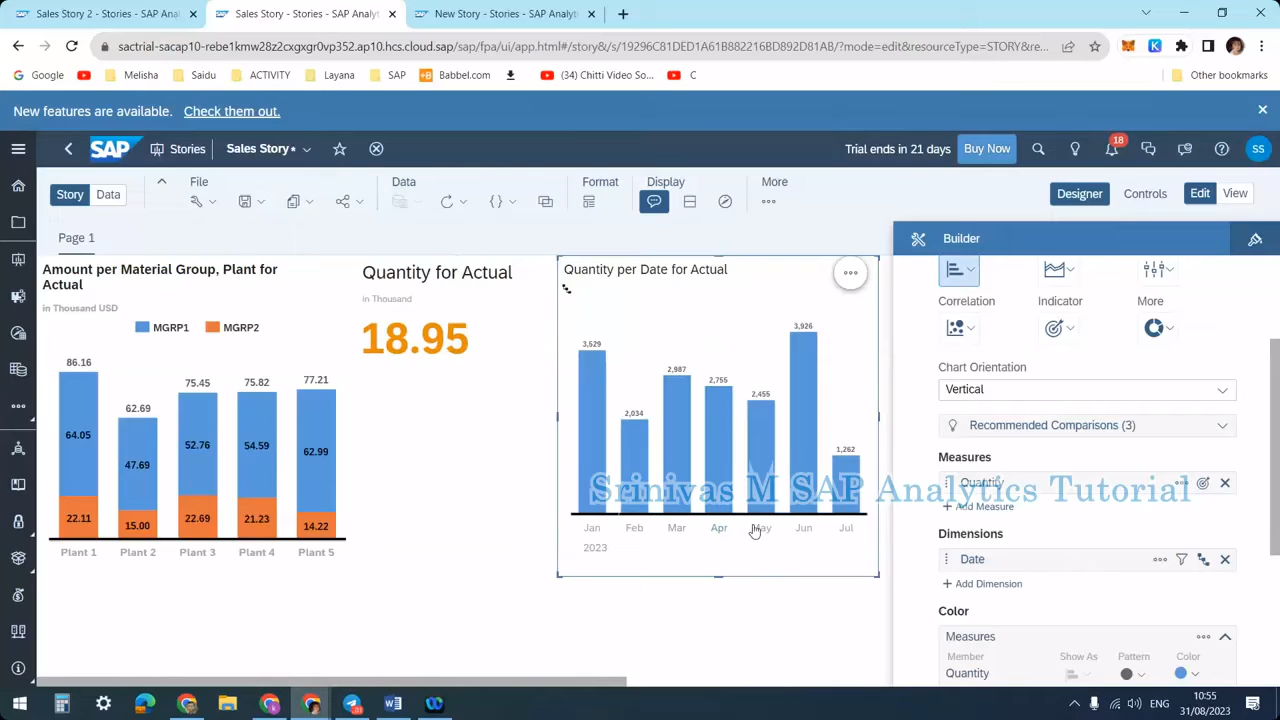 Sales Story 2 - Stories - SAP Anal
Sales Story - Stories - SAP Analyt
New Story - Stories - SAP Analyti
sactrial-sacap10-rebe1kmw28z2cxgxgr0vp352.ap10.hcs.cloud.sap/sap/fpa/ui/app.html#/story&/s/19296C81DED1A61B882216BD892D81AB/?mode=edit&resourceType=STORY&re...
Google
Melisha
Saidu
ACTIVITY
Layana
SAP
Babbel.com
(34) Chitti Video So...
C
Other bookmarks
New features are available. Check them out.
SAP
Stories
Sales Story*
Trial ends in 21 days
Buy Now
18
SS
Story
Data
File
Data
Format
Display
More
Designer
Controls
Edit
View
Page 1
Builder
Amount per Material Group, Plant for
Actual
in Thousand USD
MGRP1
MGRP2
86.16
62.69
75.45
75.82
77.21
64.05
47.69
52.76
54.59
62.99
22.11
15.00
22.69
21.23
14.22
Plant 1
Plant 2
Plant 3
Plant 4
Plant 5
Quantity for Actual
in Thousand
18.95
Quantity per Date for Actual
3,529
2,034
2,987
2,755
2,455
3,926
1,262
Jan
Feb
Mar
Apr
May
Jun
Jul
2023
Correlation
Indicator
More
Chart Orientation
Vertical
Recommended Comparisons (3)
Measures
Quantity
+ Add Measure
Srinivas M SAP Analytics Tutorial
Dimensions
Date
+ Add Dimension
Color
Measures
Member
Show As
Pattern
Color
Quantity
ENG
10:55
31/08/2023